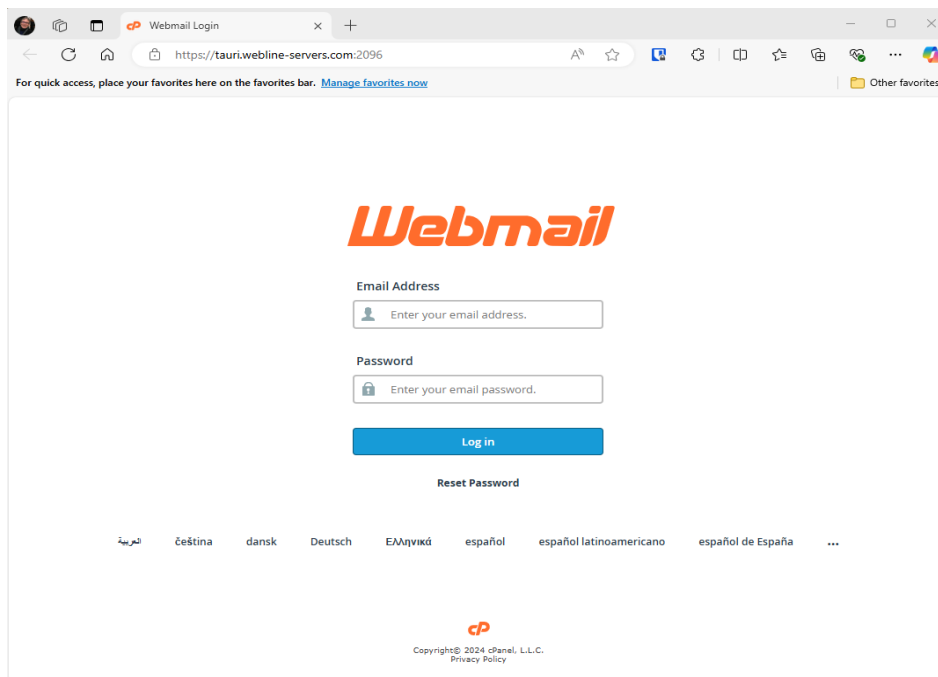 Webmail Login
https://tauri.webline-servers.com:2096
For quick access, place your favorites here on the favorites bar. Manage favorites now
Other favorites
Webmail
Email Address
Enter your email address.
Password
Enter your email password.
Log in
Reset Password
العربية čeština dansk Deutsch Ελληνικά español español latinoamericano español de España ...
cP
Copyright© 2024 cPanel, L.L.C.
Privacy Policy